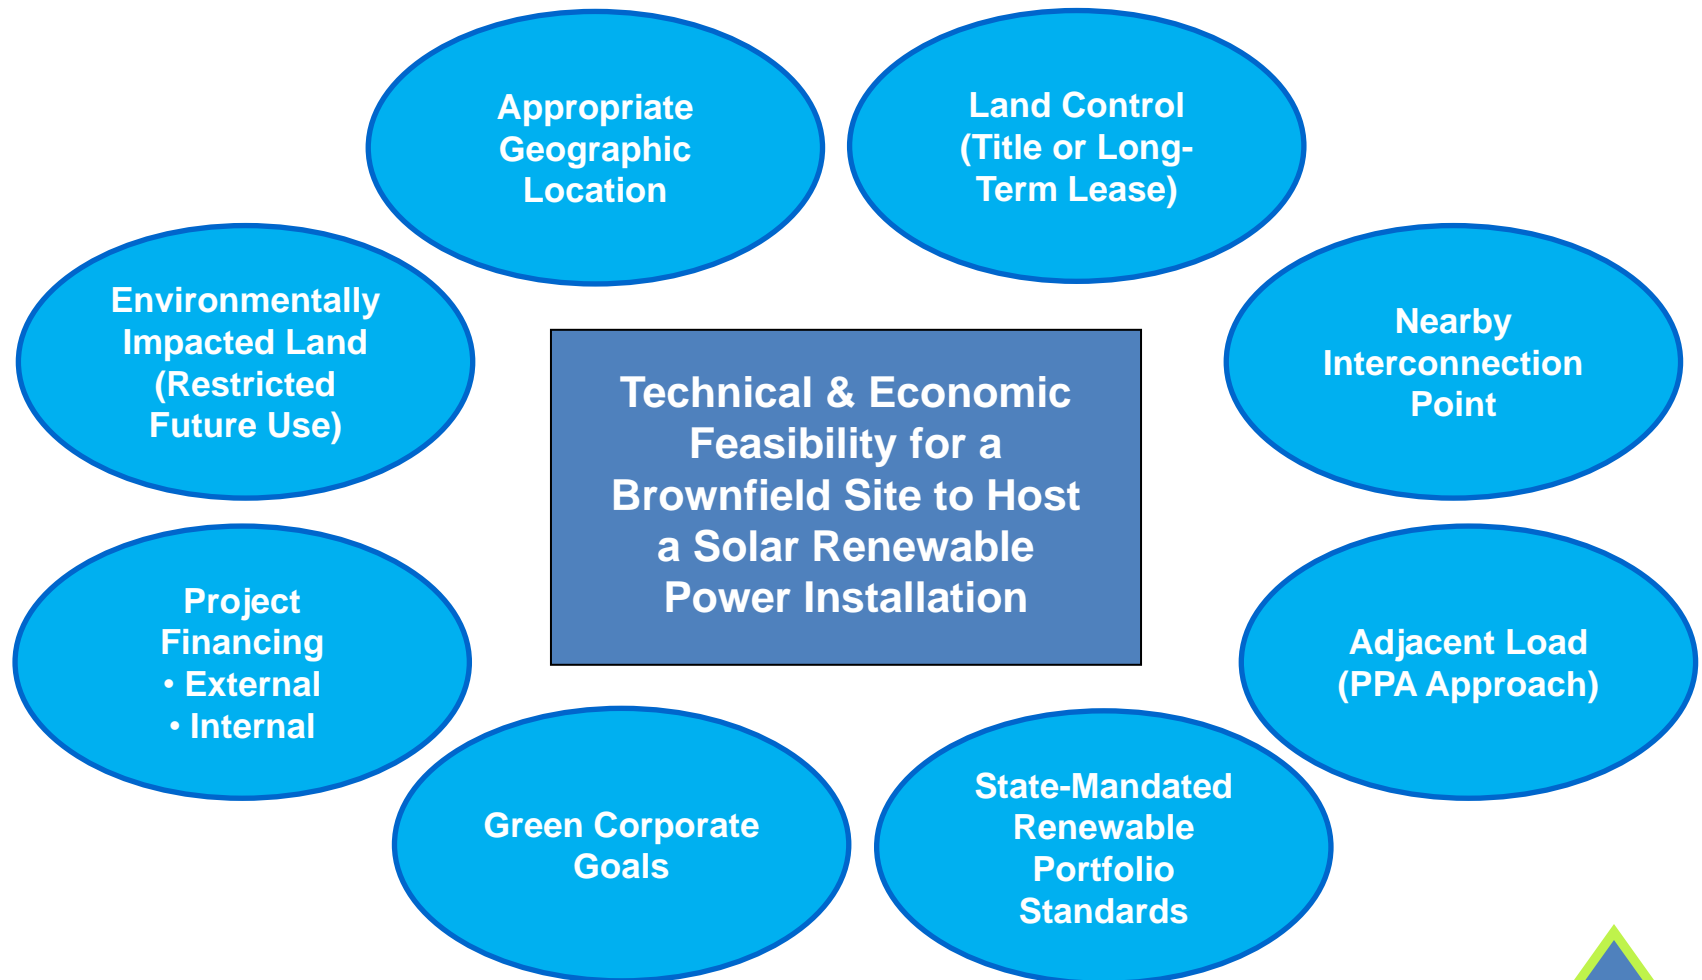 Appropriate
Geographic
Location
Land Control
(Title or Long-
Term Lease)
Environmentally
Impacted Land
(Restricted
Future Use)
Nearby
Interconnection
Point
Technical & Economic
Feasibility for a
Brownfield Site to Host
a Solar Renewable
Power Installation
Project
Financing
• External
• Internal
Adjacent Load
(PPA Approach)
Green Corporate
Goals
State-Mandated
Renewable
Portfolio
Standards